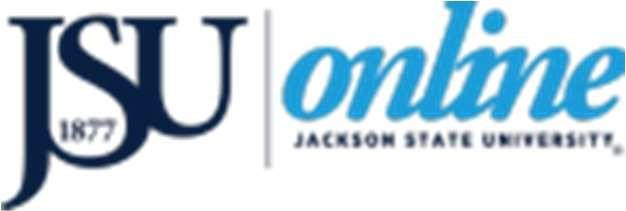 JSU
1877
online
JACKSON STATE UNIVERSITY